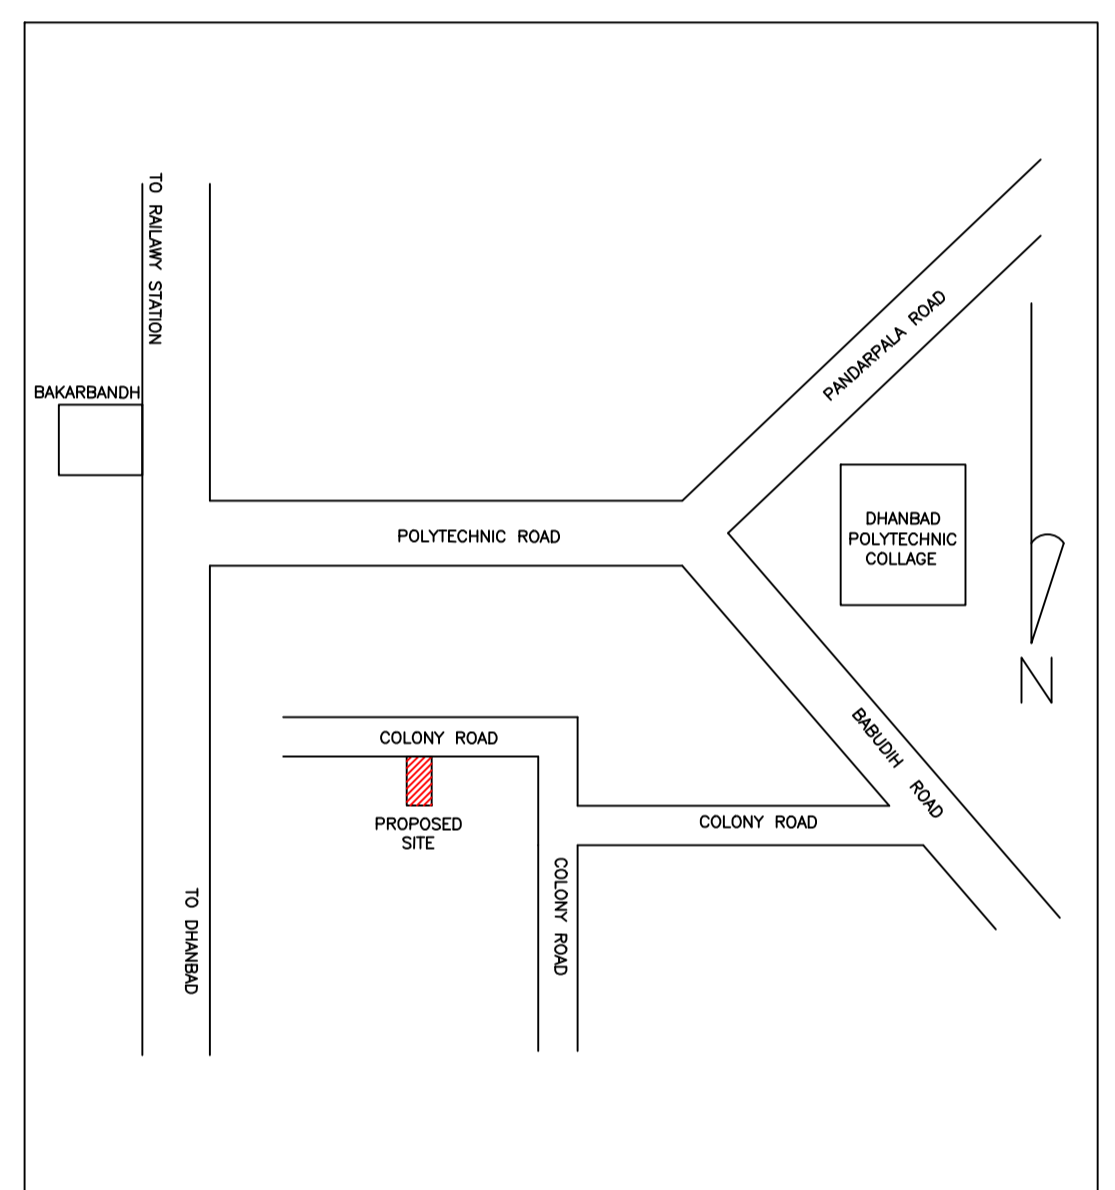 TO RAILAWY STATION
BAKARBANDH
PANDARPALA ROAD
POLYTECHNIC ROAD
DHANBAD
POLYTECHNIC
COLLAGE
N
BABUDIH ROAD
COLONY ROAD
PROPOSED
SITE
COLONY ROAD
COLONY ROAD
TO DHANBAD